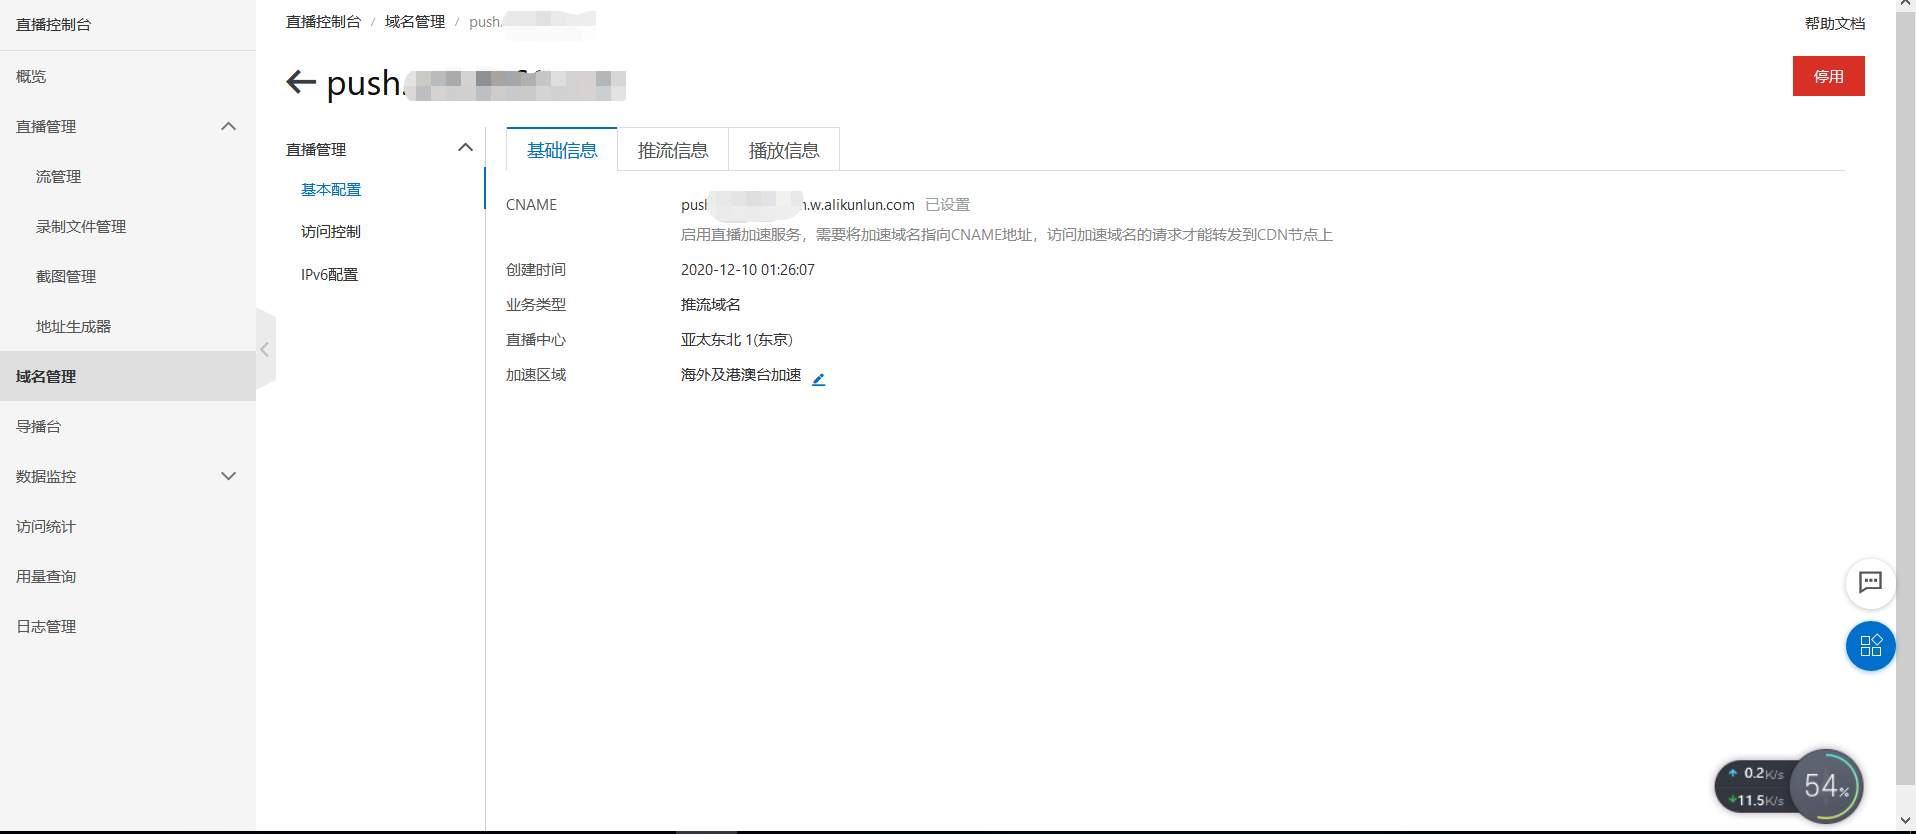 直播控制台
概览
直播管理
流管理
录制文件管理
截图管理
地址生成器
域名管理
导播台
数据监控
访问统计
用量查询
日志管理
直播控制台 / 域名管理 / push.
帮助文档
push.
停用
直播管理
基本配置
访问控制
IPv6配置
基础信息 推流信息 播放信息
CNAME push .w.alikunlun.com 已设置
启用直播加速服务，需要将加速域名指向CNAME地址，访问加速域名的请求才能转发到CDN节点上
创建时间 2020-12-10 01:26:07
业务类型 推流域名
直播中心 亚太东北 1(东京)
加速区域 海外及港澳台加速
0.2K/s
11.5K/s
54%